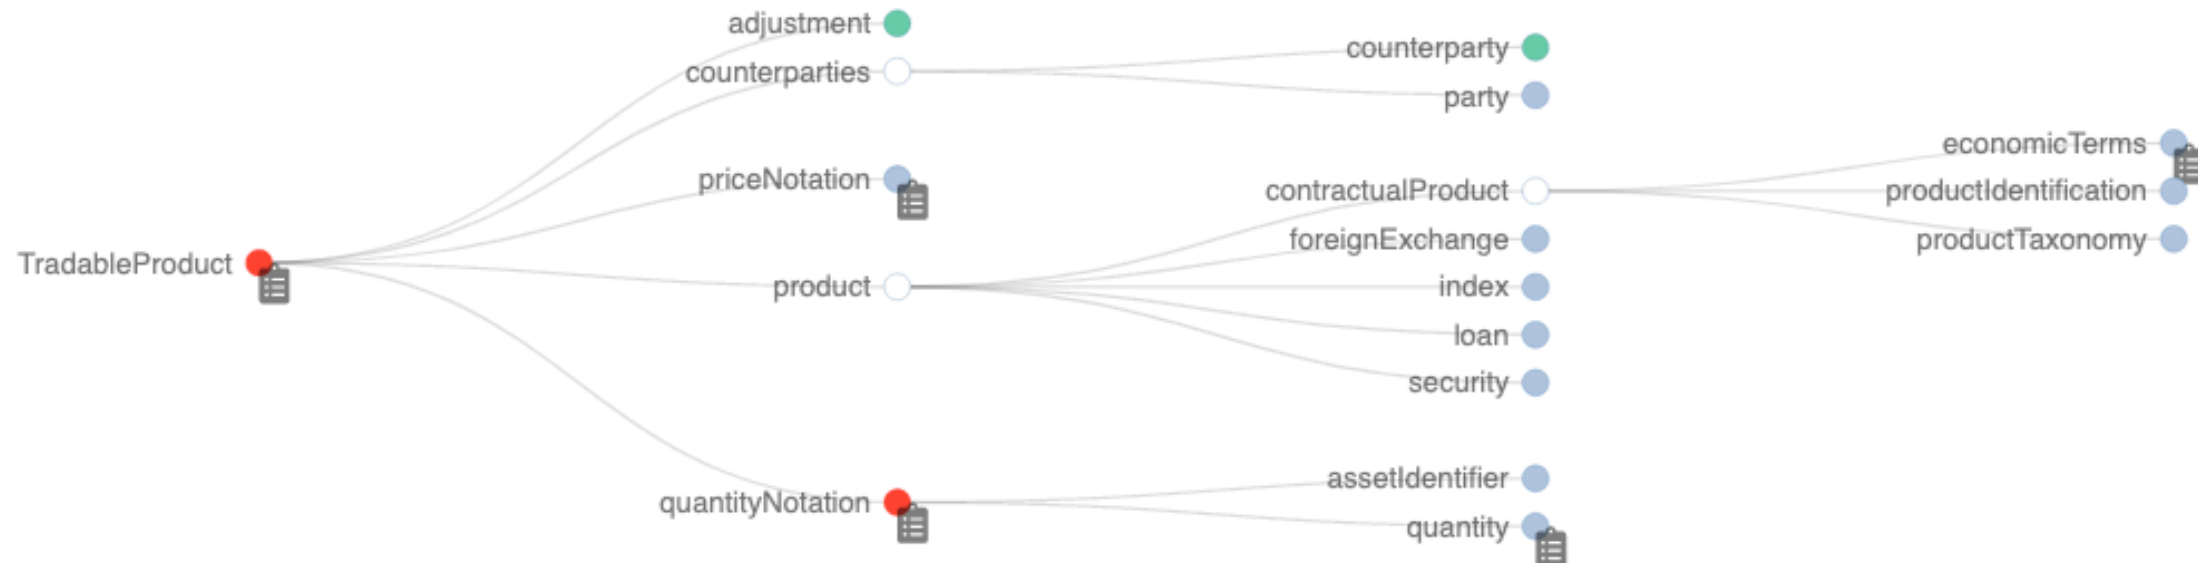 adjustment
counterparty
counterparties
party
economicTerms
priceNotation
contractualProduct
productIdentification
foreignExchange
productTaxonomy
TradableProduct
product
index
loan
security
assetIdentifier
quantityNotation
quantity